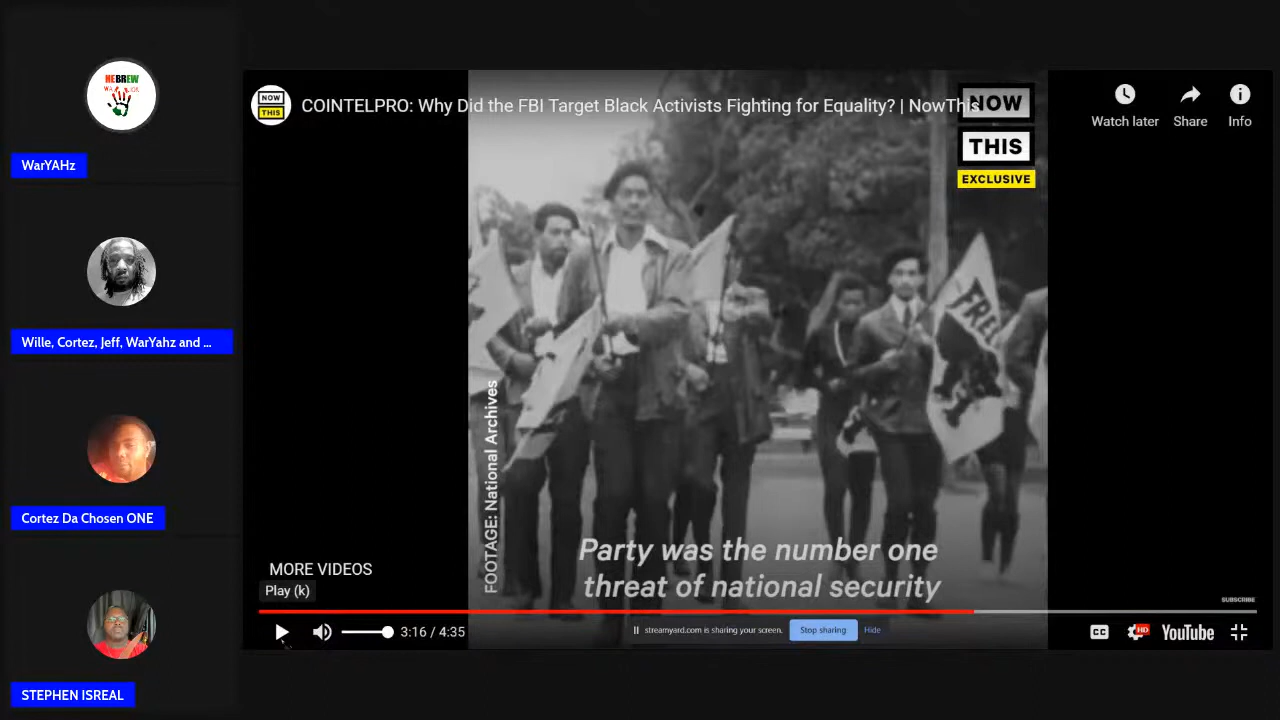 HEBREW
WarYAHz
Wille, Cortez, Jeff, WarYahz and ...
Cortez Da Chosen ONE
STEPHEN ISREAL
NOW
THIS
COINTELPRO: Why Did the FBI Target Black Activists Fighting for Equality? | NowThis
NOW
THIS
EXCLUSIVE
Watch later
Share
Info
FREE
FOOTAGE: National Archives
Party was the number one
threat of national security
MORE VIDEOS
Play (k)
SUBSCRIBE
3:16 / 4:35
streamyard.com is sharing your screen.
Stop sharing
Hide
CC
HD
YouTube